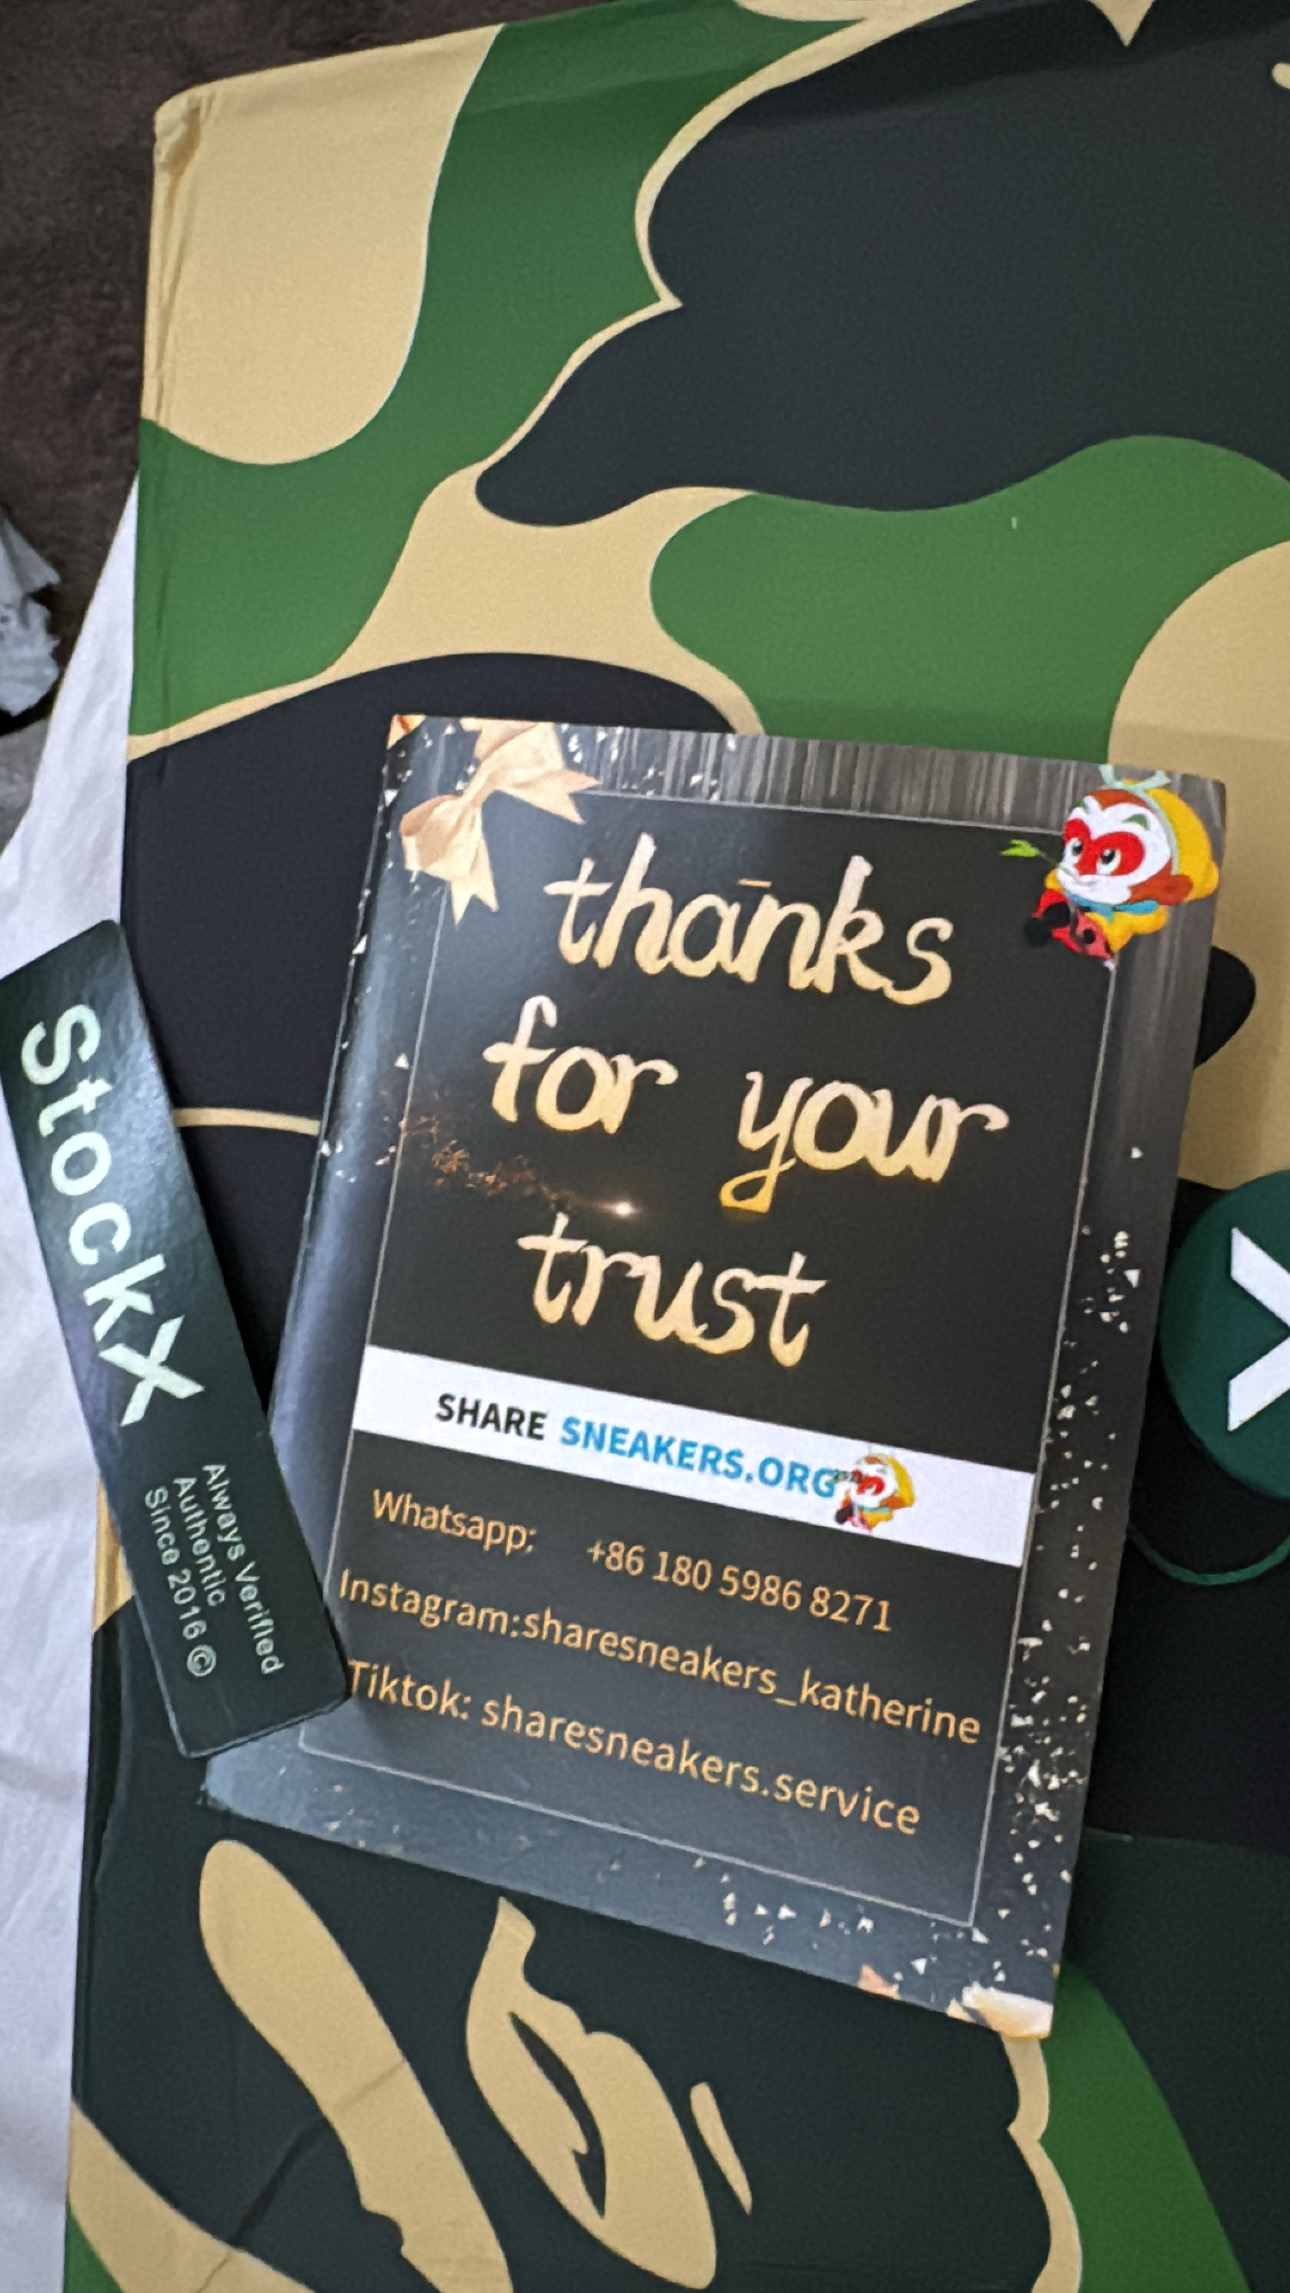 thanks
for your
trust
SHARE SNEAKERS.ORG
Whatsapp: +86 180 5986 8271
Instagram:sharesneakers_katherine
Tiktok: sharesneakers.service
StockX
Always Verified
Authentic
Since 2016 ©
X